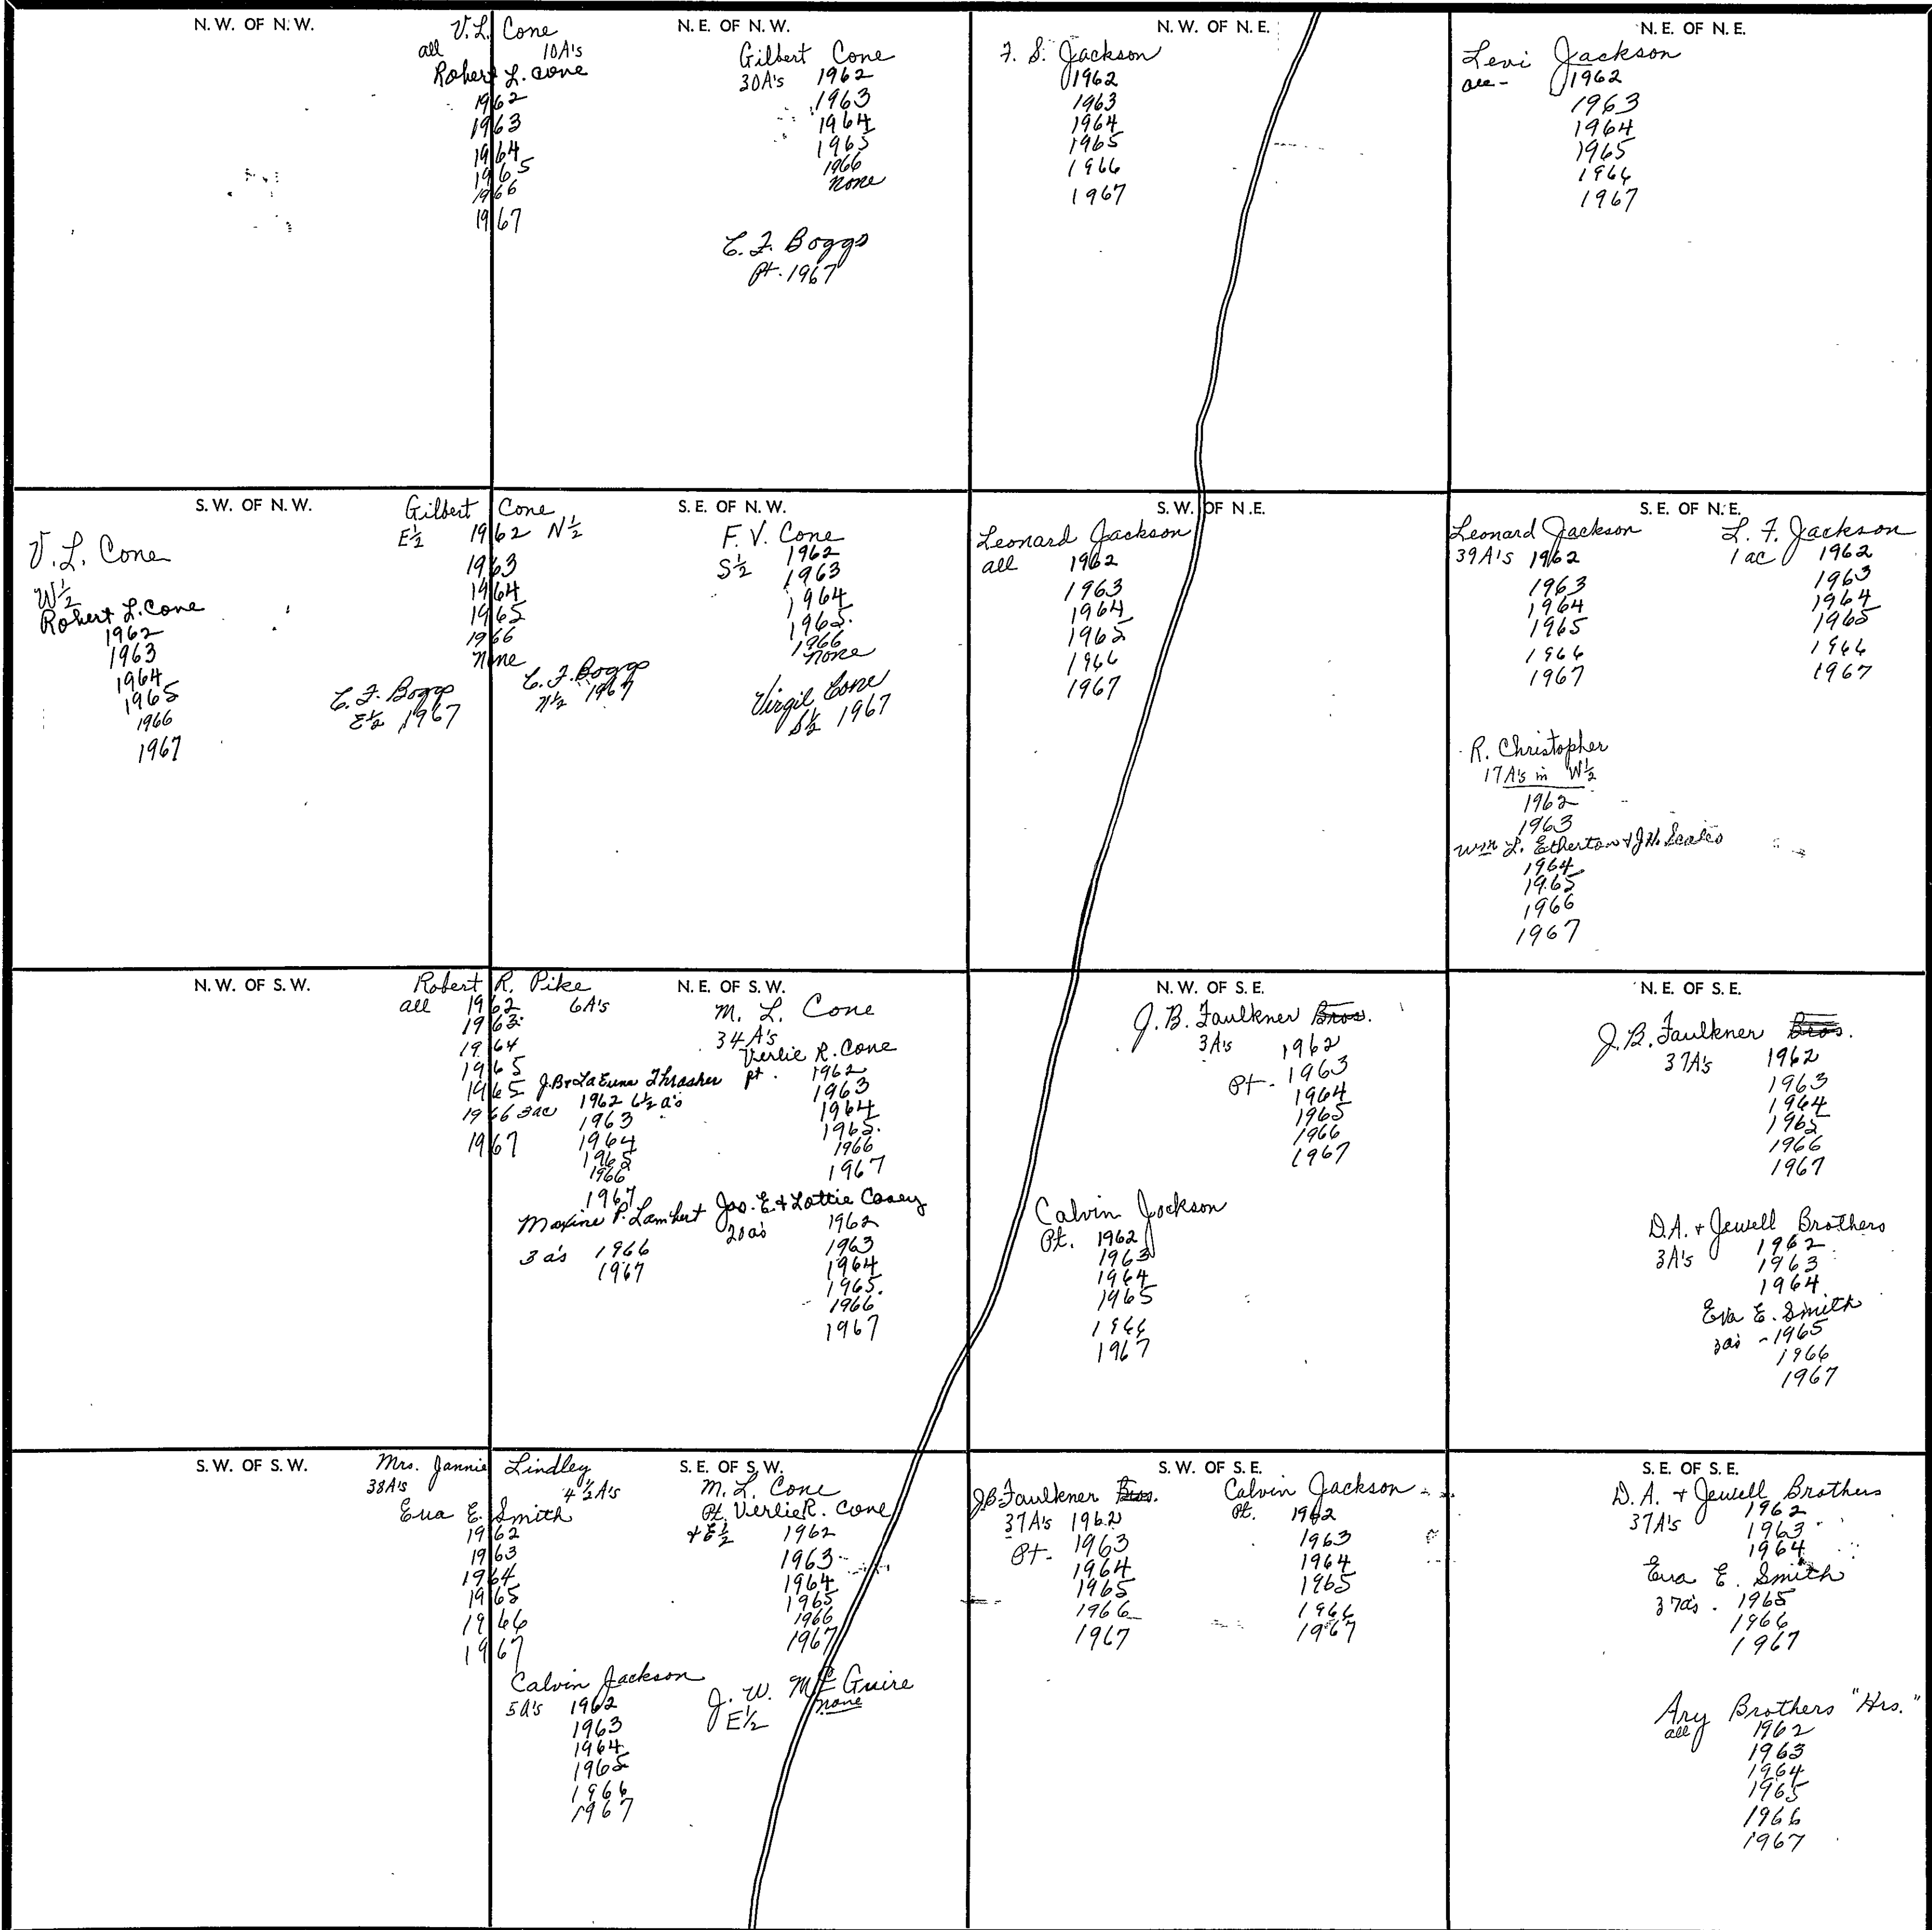 N. W. OF N. W.
V. L. Cone
all 10A's
Robert L. Cone
1962
1963
1964
1965
1966
1967
N. E. OF N. W.
Gilbert Cone
30A's 1962
1963
1964
1965
1966
none
C. F. Boggs
Pt. 1967
N. W. OF N. E.
F. S. Jackson
1962
1963
1964
1965
1966
1967
N. E. OF N. E.
Levi Jackson
all - 1962
1963
1964
1965
1966
1967
S. W. OF N. W.
V. L. Cone
W½
Robert L. Cone
1962
1963
1964
1965
1966
1967
Gilbert Cone
E½ 1962 N½
1963
1964
1965
1966
none
C. F. Boggs
E½ 1967
C. F. Boggs
N½ 1967
S. E. OF N. W.
F. V. Cone
S½ 1962
1963
1964
1965.
1966
none
Virgil Cone
S½ 1967
S. W. OF N. E.
Leonard Jackson
all 1962
1963
1964
1965
1966
1967
S. E. OF N. E.
Leonard Jackson
39A's 1962
1963
1964
1965
1966
1967
L. F. Jackson
1 ac 1962
1963
1964
1965
1966
1967
R. Christopher
17A's in W½
1962
1963
Wm L. Etherton & J.H. Scales
1964
1965
1966
1967
N. W. OF S. W.
Robert R. Pike
all 1962 6A's
1963
1964
1965
1965
1966 3ac
1967
J.B. & LaEuna Thrasher
1962 6½ a's
1963
1964
1965
1966
1967
Maxine P. Lambert
3 a's 1966
1967
N. E. OF S. W.
M. L. Cone
34A's
Verlie R. Cone
pt. 1962
1963
1964
1965.
1966
1967
Jas. E. & Lottie Casey
20a's 1962
1963
1964
1965.
1966
1967
N. W. OF S. E.
J. B. Faulkner Bros.
3A's 1962
Pt - 1963
1964
1965
1966
1967
Calvin Jackson
Pt. 1962
1963
1964
1965
1966
1967
N. E. OF S. E.
J. B. Faulkner Bros.
37A's 1962
1963
1964
1965
1966
1967
D.A. + Jewell Brothers
3A's 1962
1963
1964
Eva E. Smith
3a's - 1965
1966
1967
S. W. OF S. W.
Mrs. Jannie Lindley
38A's 4½A's
Eva E. Smith
1962
1963
1964
1965
1966
1967
Calvin Jackson
5A's 1962
1963
1964
1965
1966
1967
S. E. OF S. W.
M. L. Cone
Pt. Verlie R. Cone
+ E½ 1962
1963
1964
1965
1966
1967
J. W. McGuire
E½ none
S. W. OF S. E.
J.B. Faulkner Bros.
37A's 1962
Pt - 1963
1964
1965
1966
1967
Calvin Jackson
Pt. 1962
1963
1964
1965
1966
1967
S. E. OF S. E.
D. A. + Jewell Brothers
37A's 1962
1963
1964
Eva E. Smith
37a's . 1965
1966
1967
Ary Brothers "Hrs."
all 1962
1963
1964
1965
1966
1967